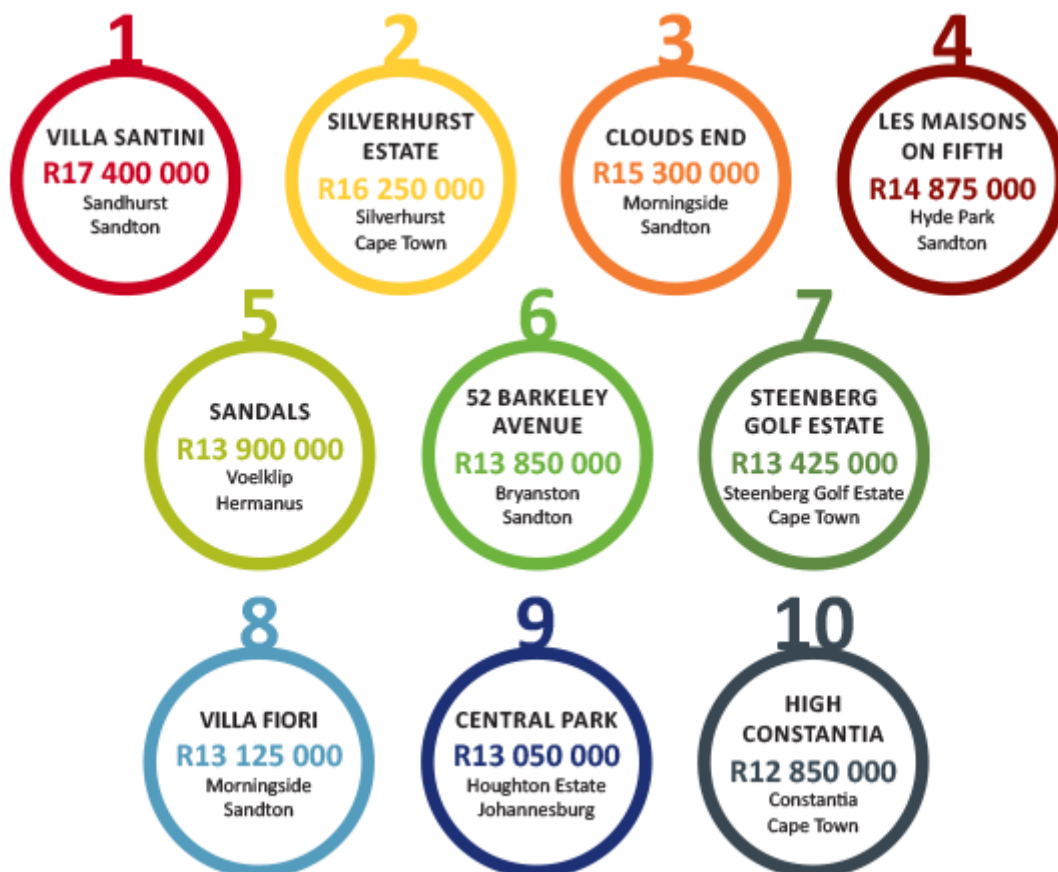 1
VILLA SANTINI
R17 400 000
Sandhurst
Sandton
2
SILVERHURST
ESTATE
R16 250 000
Silverhurst
Cape Town
3
CLOUDS END
R15 300 000
Morningside
Sandton
4
LES MAISONS
ON FIFTH
R14 875 000
Hyde Park
Sandton
5
SANDALS
R13 900 000
Voelklip
Hermanus
6
52 BARKELEY
AVENUE
R13 850 000
Bryanston
Sandton
7
STEENBERG
GOLF ESTATE
R13 425 000
Steenberg Golf Estate
Cape Town
8
VILLA FIORI
R13 125 000
Morningside
Sandton
9
CENTRAL PARK
R13 050 000
Houghton Estate
Johannesburg
10
HIGH
CONSTANTIA
R12 850 000
Constantia
Cape Town